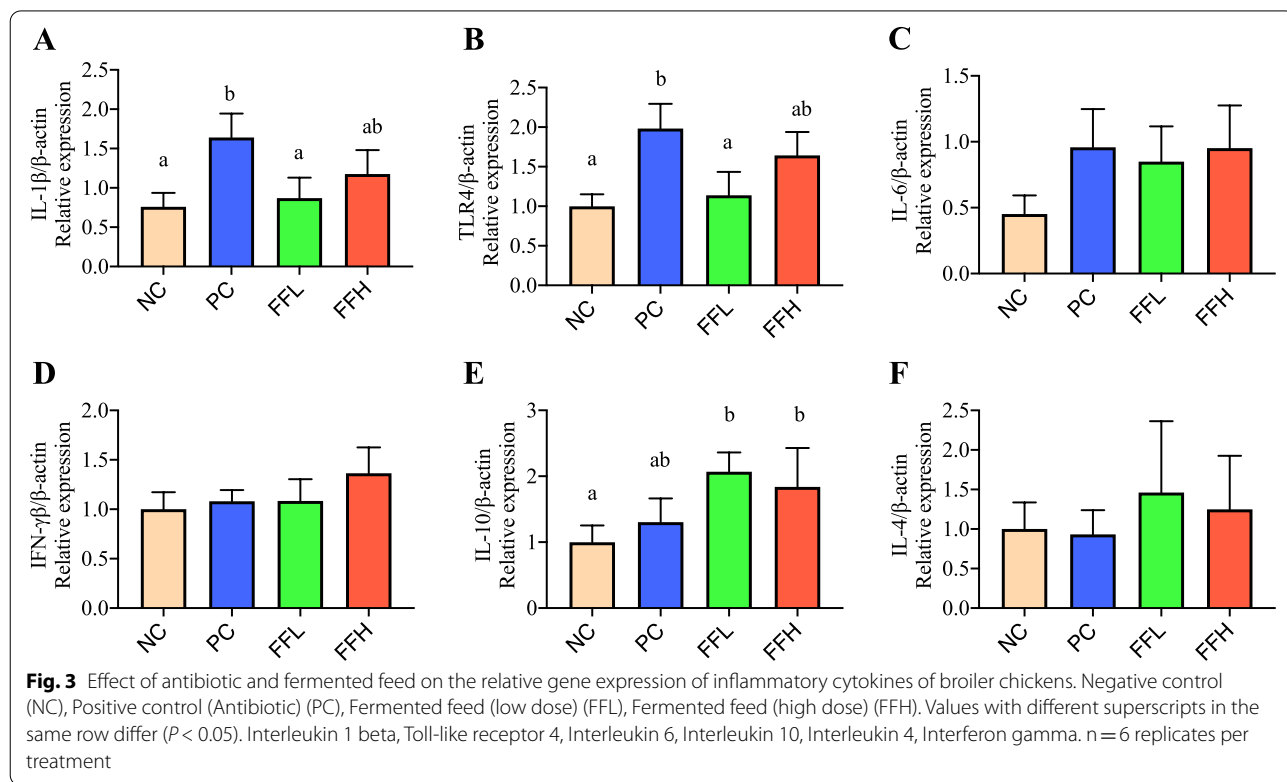 A
IL-1β/β-actin
Relative expression
2.5
2.0
1.5
1.0
0.5
0.0
a
b
a
ab
NC
PC
FFL
FFH
B
TLR4/β-actin
Relative expression
2.5
2.0
1.5
1.0
0.5
0.0
a
b
a
ab
NC
PC
FFL
FFH
C
IL-6/β-actin
Relative expression
1.5
1.0
0.5
0.0
NC
PC
FFL
FFH
D
IFN-γβ/β-actin
Relative expression
2.0
1.5
1.0
0.5
0.0
NC
PC
FFL
FFH
E
IL-10/β-actin
Relative expression
3
2
1
0
a
ab
b
b
NC
PC
FFL
FFH
F
IL-4/β-actin
Relative expression
2.5
2.0
1.5
1.0
0.5
0.0
NC
PC
FFL
FFH
Fig. 3 Effect of antibiotic and fermented feed on the relative gene expression of inflammatory cytokines of broiler chickens. Negative control
(NC), Positive control (Antibiotic) (PC), Fermented feed (low dose) (FFL), Fermented feed (high dose) (FFH). Values with different superscripts in the
same row differ (P < 0.05). Interleukin 1 beta, Toll-like receptor 4, Interleukin 6, Interleukin 10, Interleukin 4, Interferon gamma. n = 6 replicates per
treatment